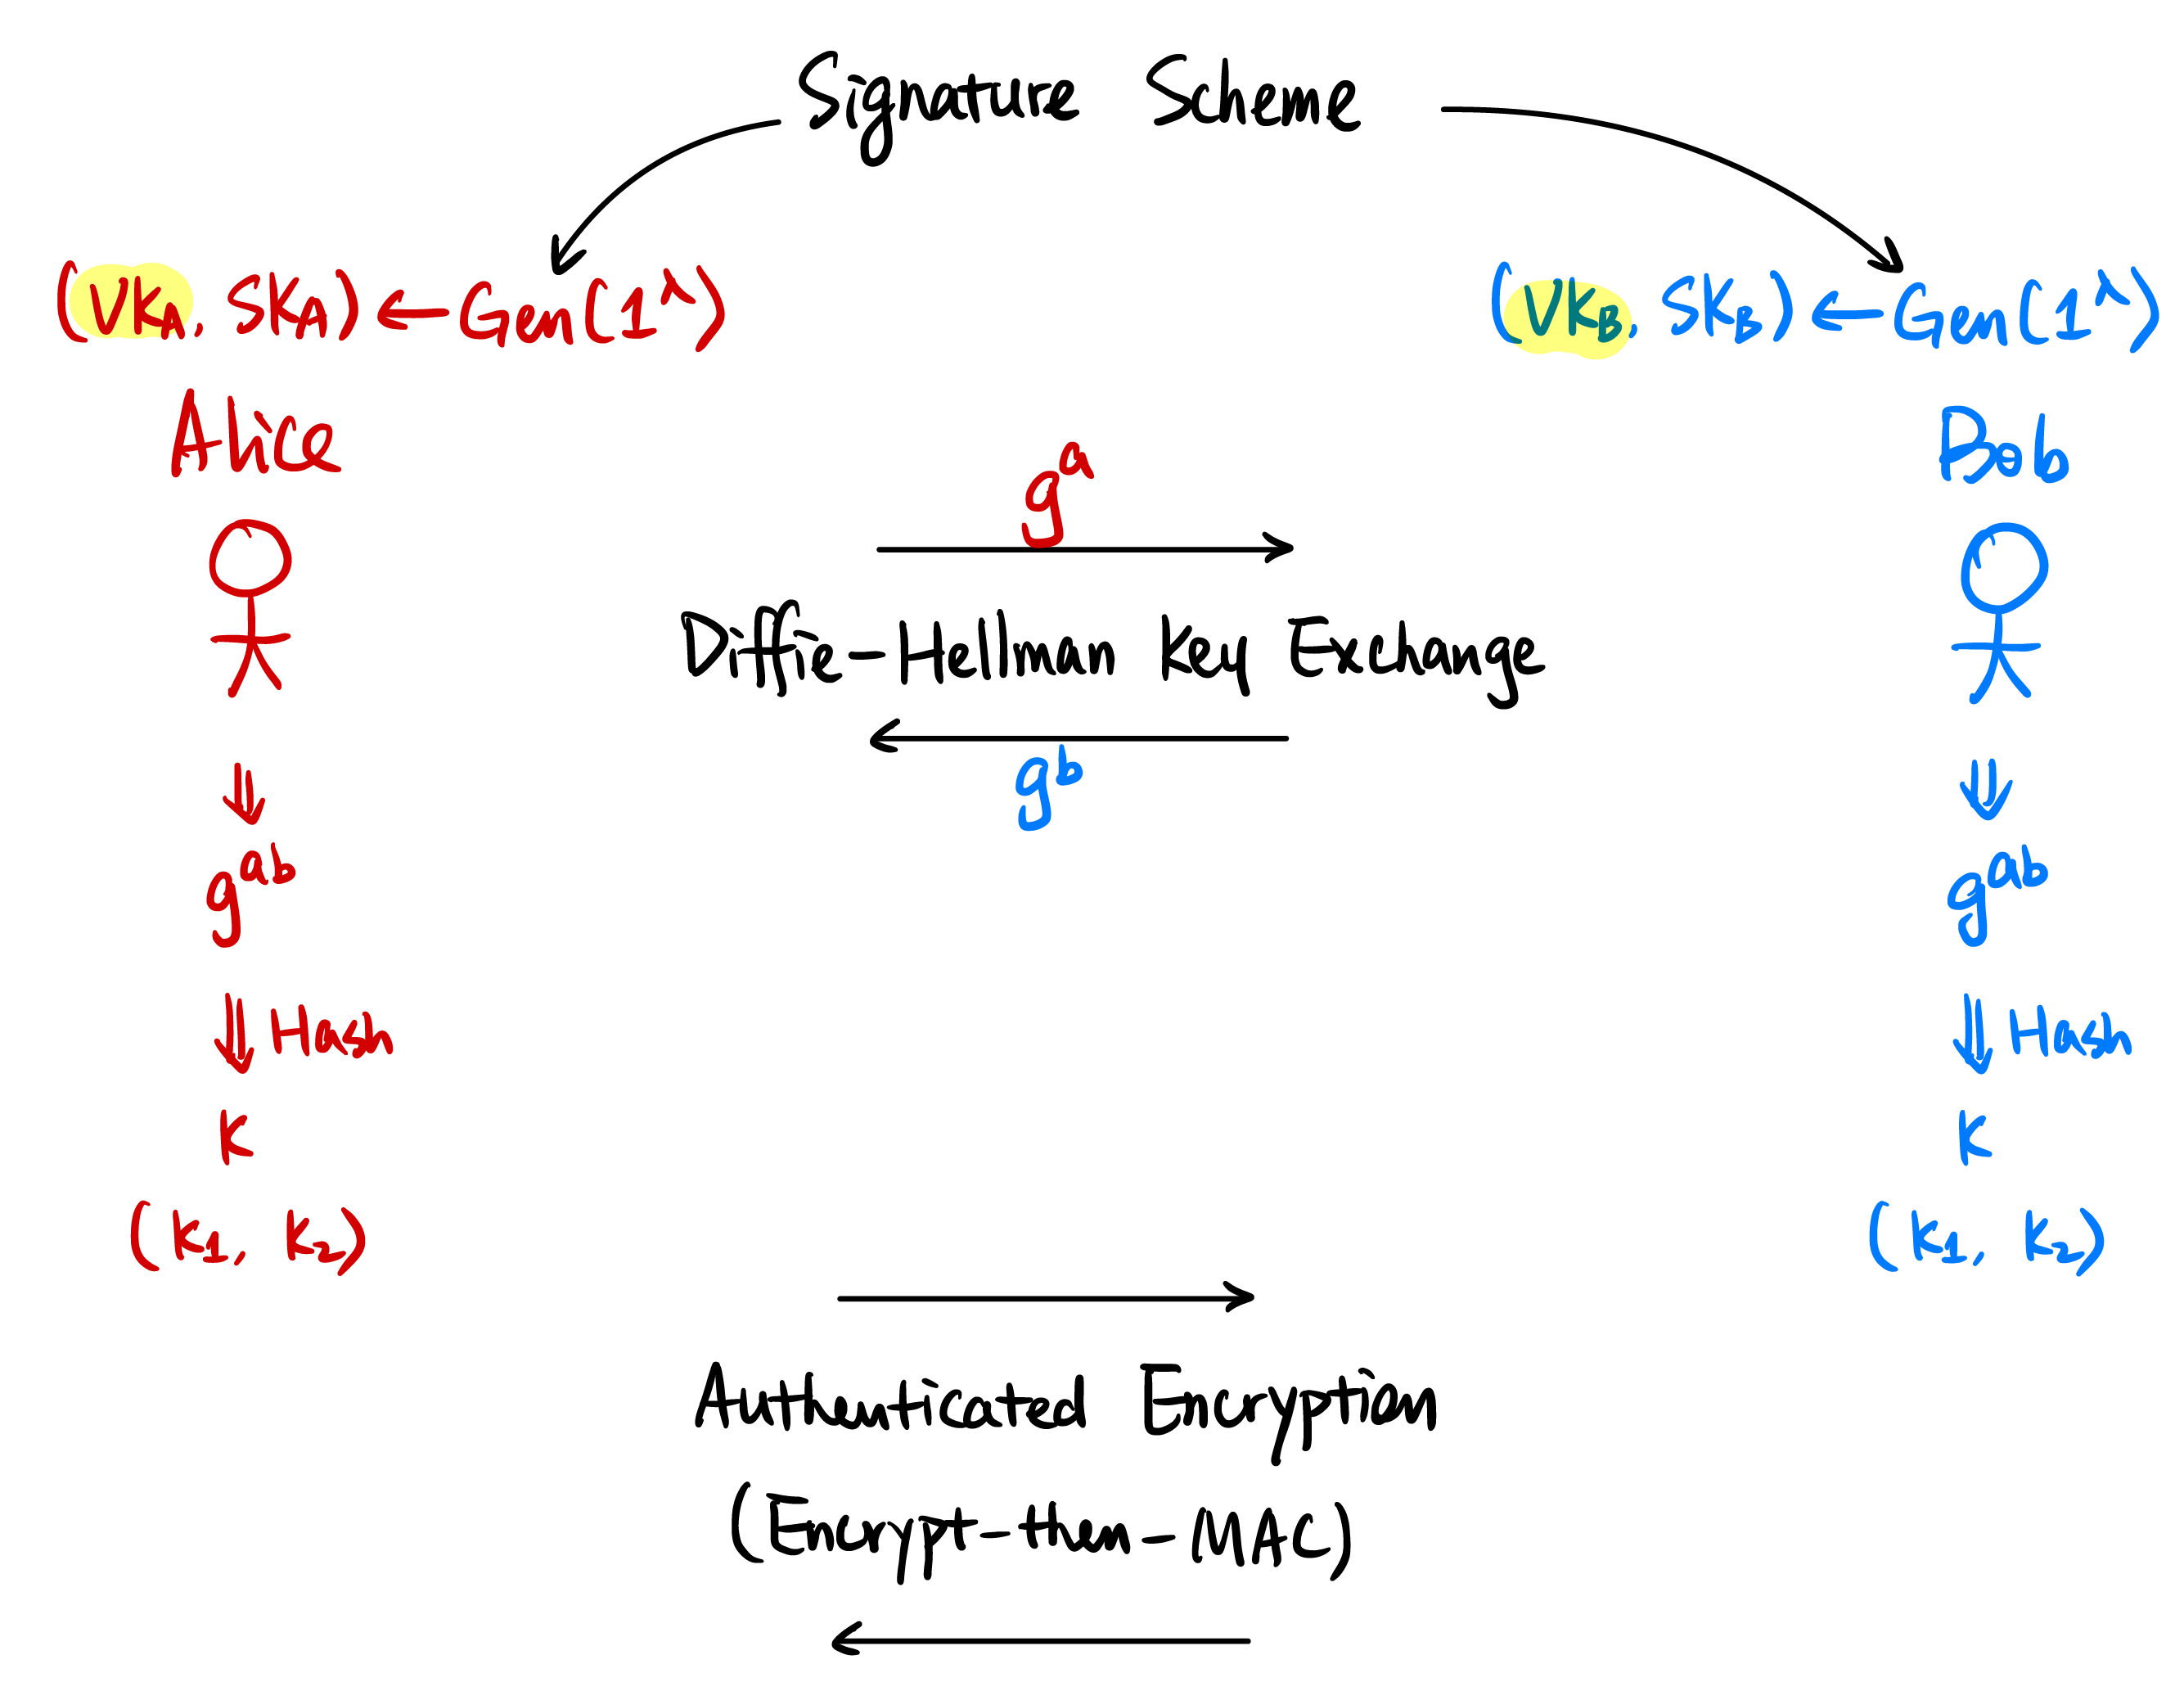 Signature Scheme
(VkA, SKA) ← Gen(1^λ)
(VkB, SKB) ← Gen(1^λ)
Alice
Bob
g^a
Diffie-Hellman Key Exchange
g^b
g^ab
g^ab
Hash
Hash
K
K
(K1, K2)
(K1, K2)
Authenticated Encryption
(Encrypt-then-MAC)